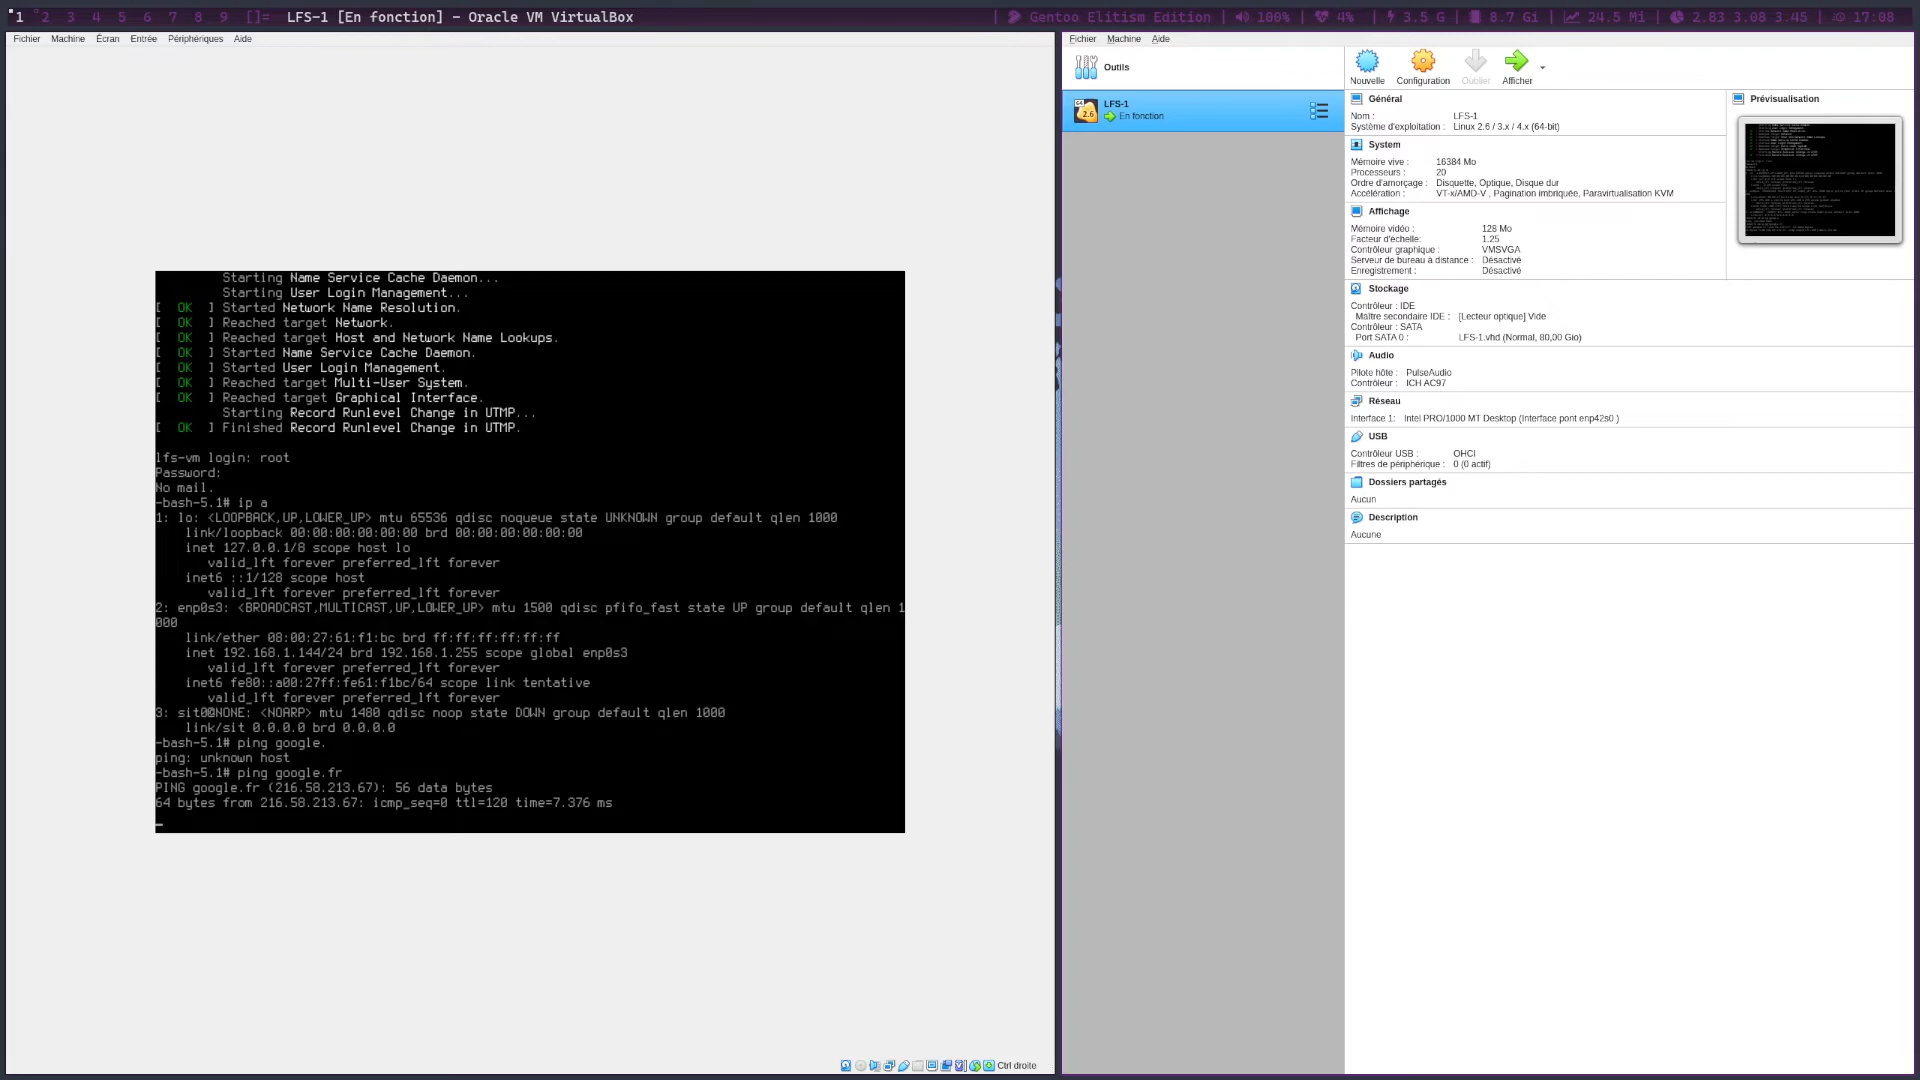 1 2 3 4 5 6 7 8 9 []= LFS-1 [En fonction] - Oracle VM VirtualBox
| Gentoo Elitism Edition | 100% | 4% | 3.5 G | 8.7 Gi | 24.5 Mi | 2.83 3.08 3.45 | 17:08
Fichier Machine Écran Entrée Périphériques Aide
Starting Name Service Cache Daemon...
Starting User Login Management...
[ OK ] Started Network Name Resolution.
[ OK ] Reached target Network.
[ OK ] Reached target Host and Network Name Lookups.
[ OK ] Started Name Service Cache Daemon.
[ OK ] Started User Login Management.
[ OK ] Reached target Multi-User System.
[ OK ] Reached target Graphical Interface.
Starting Record Runlevel Change in UTMP...
[ OK ] Finished Record Runlevel Change in UTMP.
lfs-vm login: root
Password:
No mail.
-bash-5.1# ip a
1: lo: <LOOPBACK,UP,LOWER_UP> mtu 65536 qdisc noqueue state UNKNOWN group default qlen 1000
link/loopback 00:00:00:00:00:00 brd 00:00:00:00:00:00
inet 127.0.0.1/8 scope host lo
valid_lft forever preferred_lft forever
inet6 ::1/128 scope host
valid_lft forever preferred_lft forever
2: enp0s3: <BROADCAST,MULTICAST,UP,LOWER_UP> mtu 1500 qdisc pfifo_fast state UP group default qlen 1
000
link/ether 08:00:27:61:f1:bc brd ff:ff:ff:ff:ff:ff
inet 192.168.1.144/24 brd 192.168.1.255 scope global enp0s3
valid_lft forever preferred_lft forever
inet6 fe80::a00:27ff:fe61:f1bc/64 scope link tentative
valid_lft forever preferred_lft forever
3: sit0@NONE: <NOARP> mtu 1480 qdisc noop state DOWN group default qlen 1000
link/sit 0.0.0.0 brd 0.0.0.0
-bash-5.1# ping google.
ping: unknown host
-bash-5.1# ping google.fr
PING google.fr (216.58.213.67): 56 data bytes
64 bytes from 216.58.213.67: icmp_seq=0 ttl=120 time=7.376 ms
Ctrl droite
Fichier Machine Aide
Outils
LFS-1
En fonction
Nouvelle Configuration Oublier Afficher
Général
Nom : LFS-1
Système d'exploitation : Linux 2.6 / 3.x / 4.x (64-bit)
System
Mémoire vive : 16384 Mo
Processeurs : 20
Ordre d'amorçage : Disquette, Optique, Disque dur
Accélération : VT-x/AMD-V , Pagination imbriquée, Paravirtualisation KVM
Affichage
Mémoire vidéo : 128 Mo
Facteur d'échelle: 1.25
Contrôleur graphique : VMSVGA
Serveur de bureau à distance : Désactivé
Enregistrement : Désactivé
Stockage
Contrôleur : IDE
Maître secondaire IDE : [Lecteur optique] Vide
Contrôleur : SATA
Port SATA 0 : LFS-1.vhd (Normal, 80,00 Gio)
Audio
Pilote hôte : PulseAudio
Contrôleur : ICH AC97
Réseau
Interface 1: Intel PRO/1000 MT Desktop (Interface pont enp42s0 )
USB
Contrôleur USB : OHCI
Filtres de périphérique : 0 (0 actif)
Dossiers partagés
Aucun
Description
Aucune
Prévisualisation